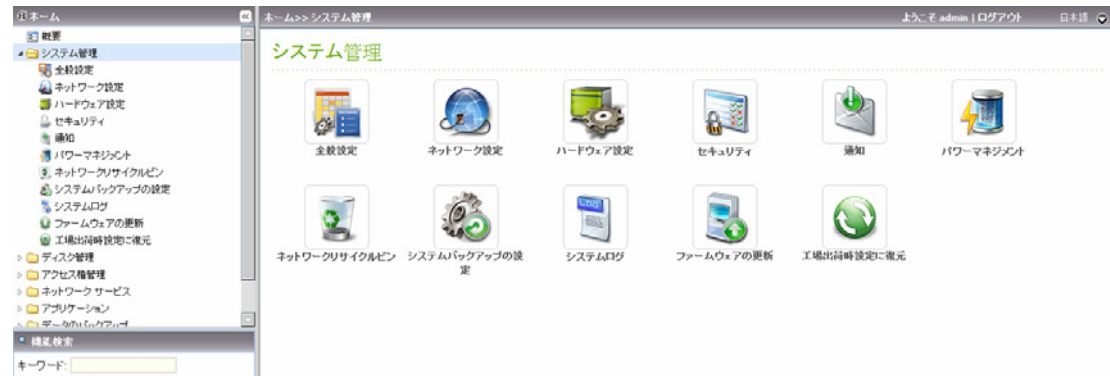 ホーム
ホーム>> システム管理
ようこそ admin | ログアウト
日本語
概要
システム管理
全般設定
ネットワーク設定
ハードウェア設定
セキュリティ
通知
パワーマネジメント
ネットワークリサイクルビン
システムバックアップの設定
システムログ
ファームウェアの更新
工場出荷時設定に復元
ディスク管理
アクセス権管理
ネットワーク サービス
アプリケーション
データのバックアップ
機能検索
キーワード:
システム管理
全般設定
ネットワーク設定
ハードウェア設定
セキュリティ
通知
パワーマネジメント
ネットワークリサイクルビン
システムバックアップの設
定
LOG
システムログ
ファームウェアの更新
工場出荷時設定に復元